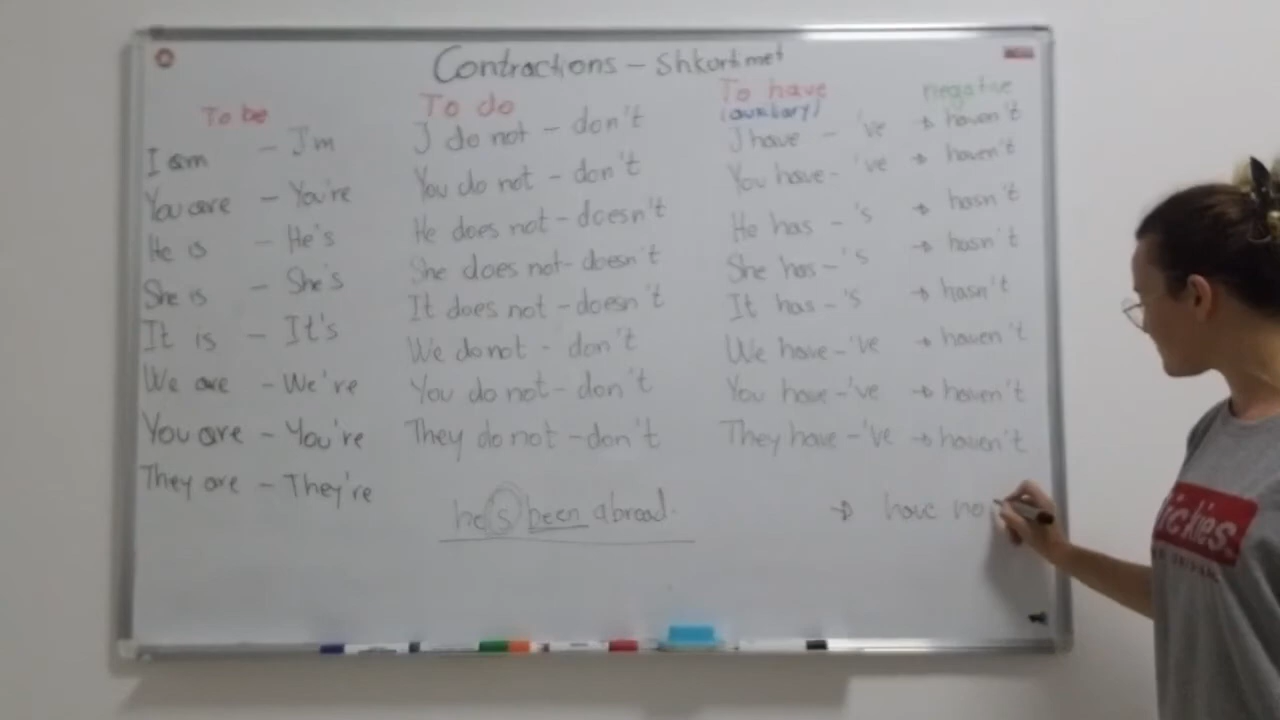 Contractions – Shkurtimet
To be
I am – I'm
You are – You're
He is – He's
She is – She's
It is – It's
We are – We're
You are – You're
They are – They're
To do
I do not – don't
You do not – don't
He does not – doesn't
She does not – doesn't
It does not – doesn't
We do not – don't
You do not – don't
They do not – don't
To have negative
(auxiliary)
I have – 've → haven't
You have – 've → haven't
He has – 's → hasn't
She has – 's → hasn't
It has – 's → hasn't
We have – 've → haven't
You have – 've → haven't
They have – 've → haven't
he's been abroad.
→ have no
ickies